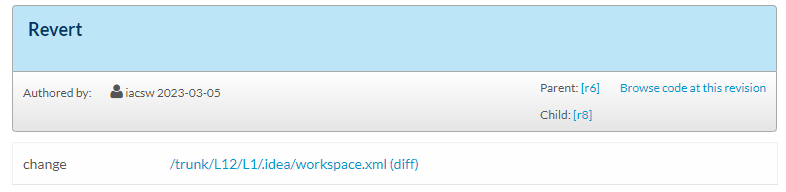 Revert
Authored by: iacsw 2023-03-05
Parent: [r6] Browse code at this revision
Child: [r8]
change /trunk/L12/L1/.idea/workspace.xml (diff)